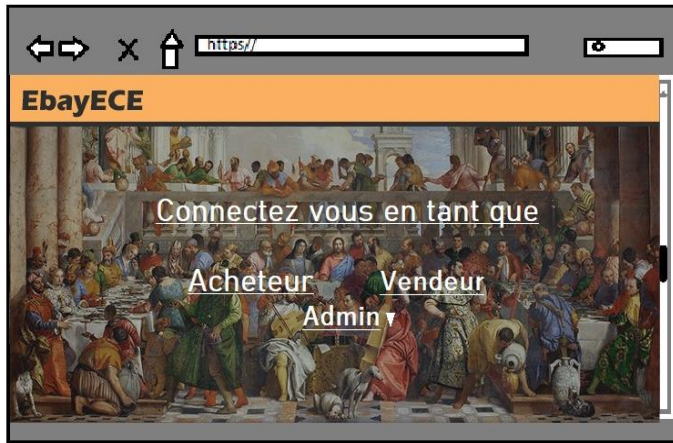 https//
EbayECE
Connectez vous en tant que
Acheteur Vendeur
Admin